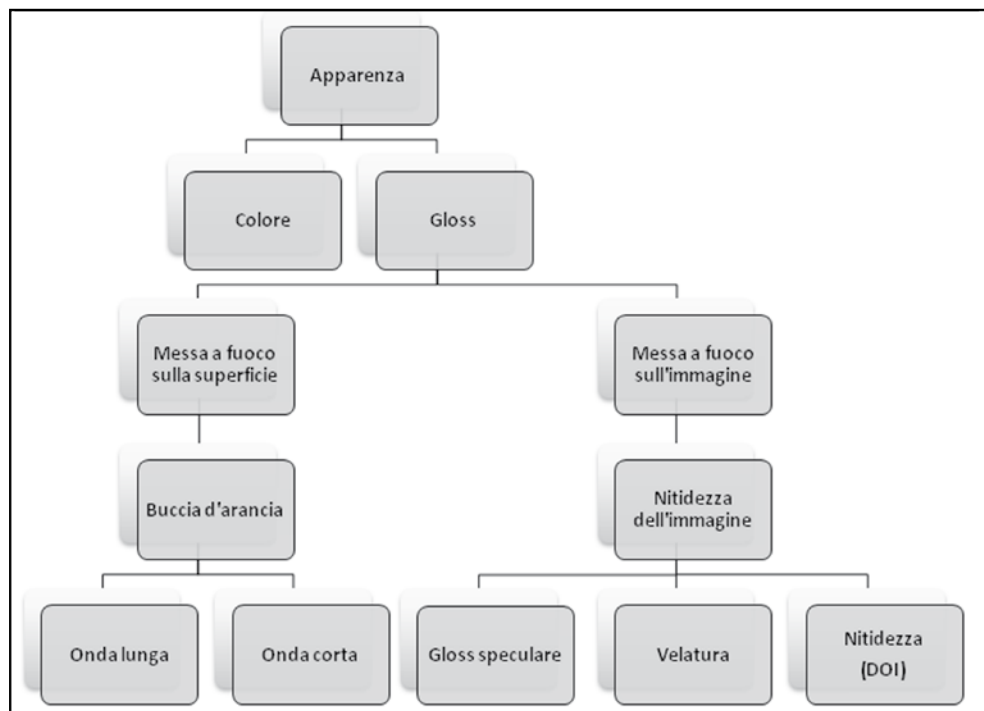 Apparenza
Colore
Gloss
Messa a fuoco
sulla superficie
Messa a fuoco
sull'immagine
Buccia d'arancia
Nitidezza
dell'immagine
Onda lunga
Onda corta
Gloss speculare
Velatura
Nitidezza
(DOI)